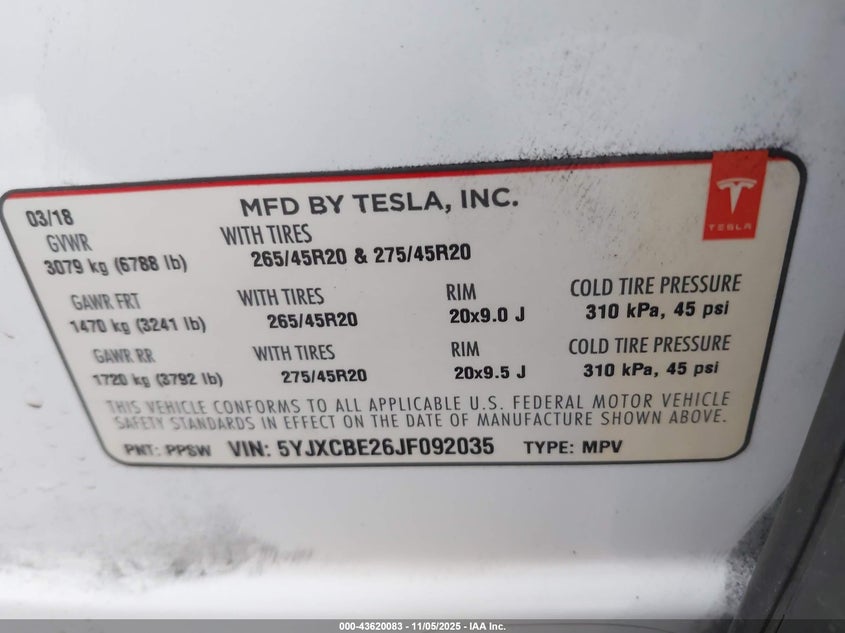 MFD BY TESLA, INC.
TESLA
03/18
GVWR
3079 kg (6788 lb)
WITH TIRES
265/45R20 & 275/45R20
GAWR FRT
1470 kg (3241 lb)
WITH TIRES
265/45R20
RIM
20x9.0 J
COLD TIRE PRESSURE
310 kPa, 45 psi
GAWR RR
1720 kg (3792 lb)
WITH TIRES
275/45R20
RIM
20x9.5 J
COLD TIRE PRESSURE
310 kPa, 45 psi
THIS VEHICLE CONFORMS TO ALL APPLICABLE U.S. FEDERAL MOTOR VEHICLE
SAFETY STANDARDS IN EFFECT ON THE DATE OF MANUFACTURE SHOWN ABOVE.
PNT: PPSW VIN: 5YJXCBE26JF092035 TYPE: MPV
000-43620083 - 11/05/2025 - IAA Inc.